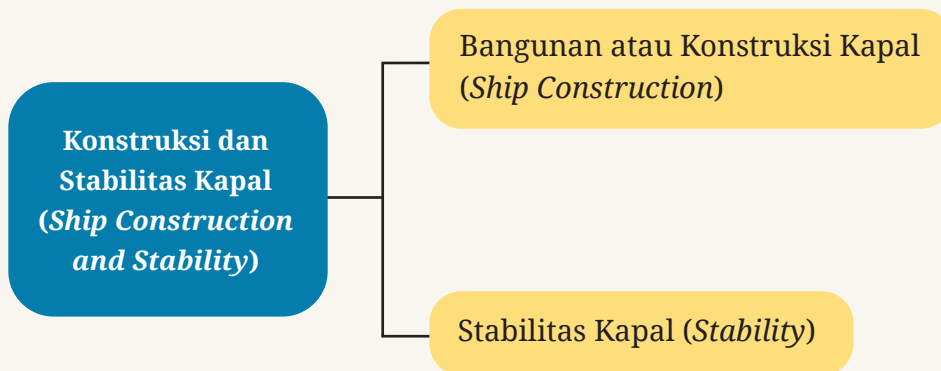 Konstruksi dan
Stabilitas Kapal
(Ship Construction
and Stability)
Bangunan atau Konstruksi Kapal
(Ship Construction)
Stabilitas Kapal (Stability)